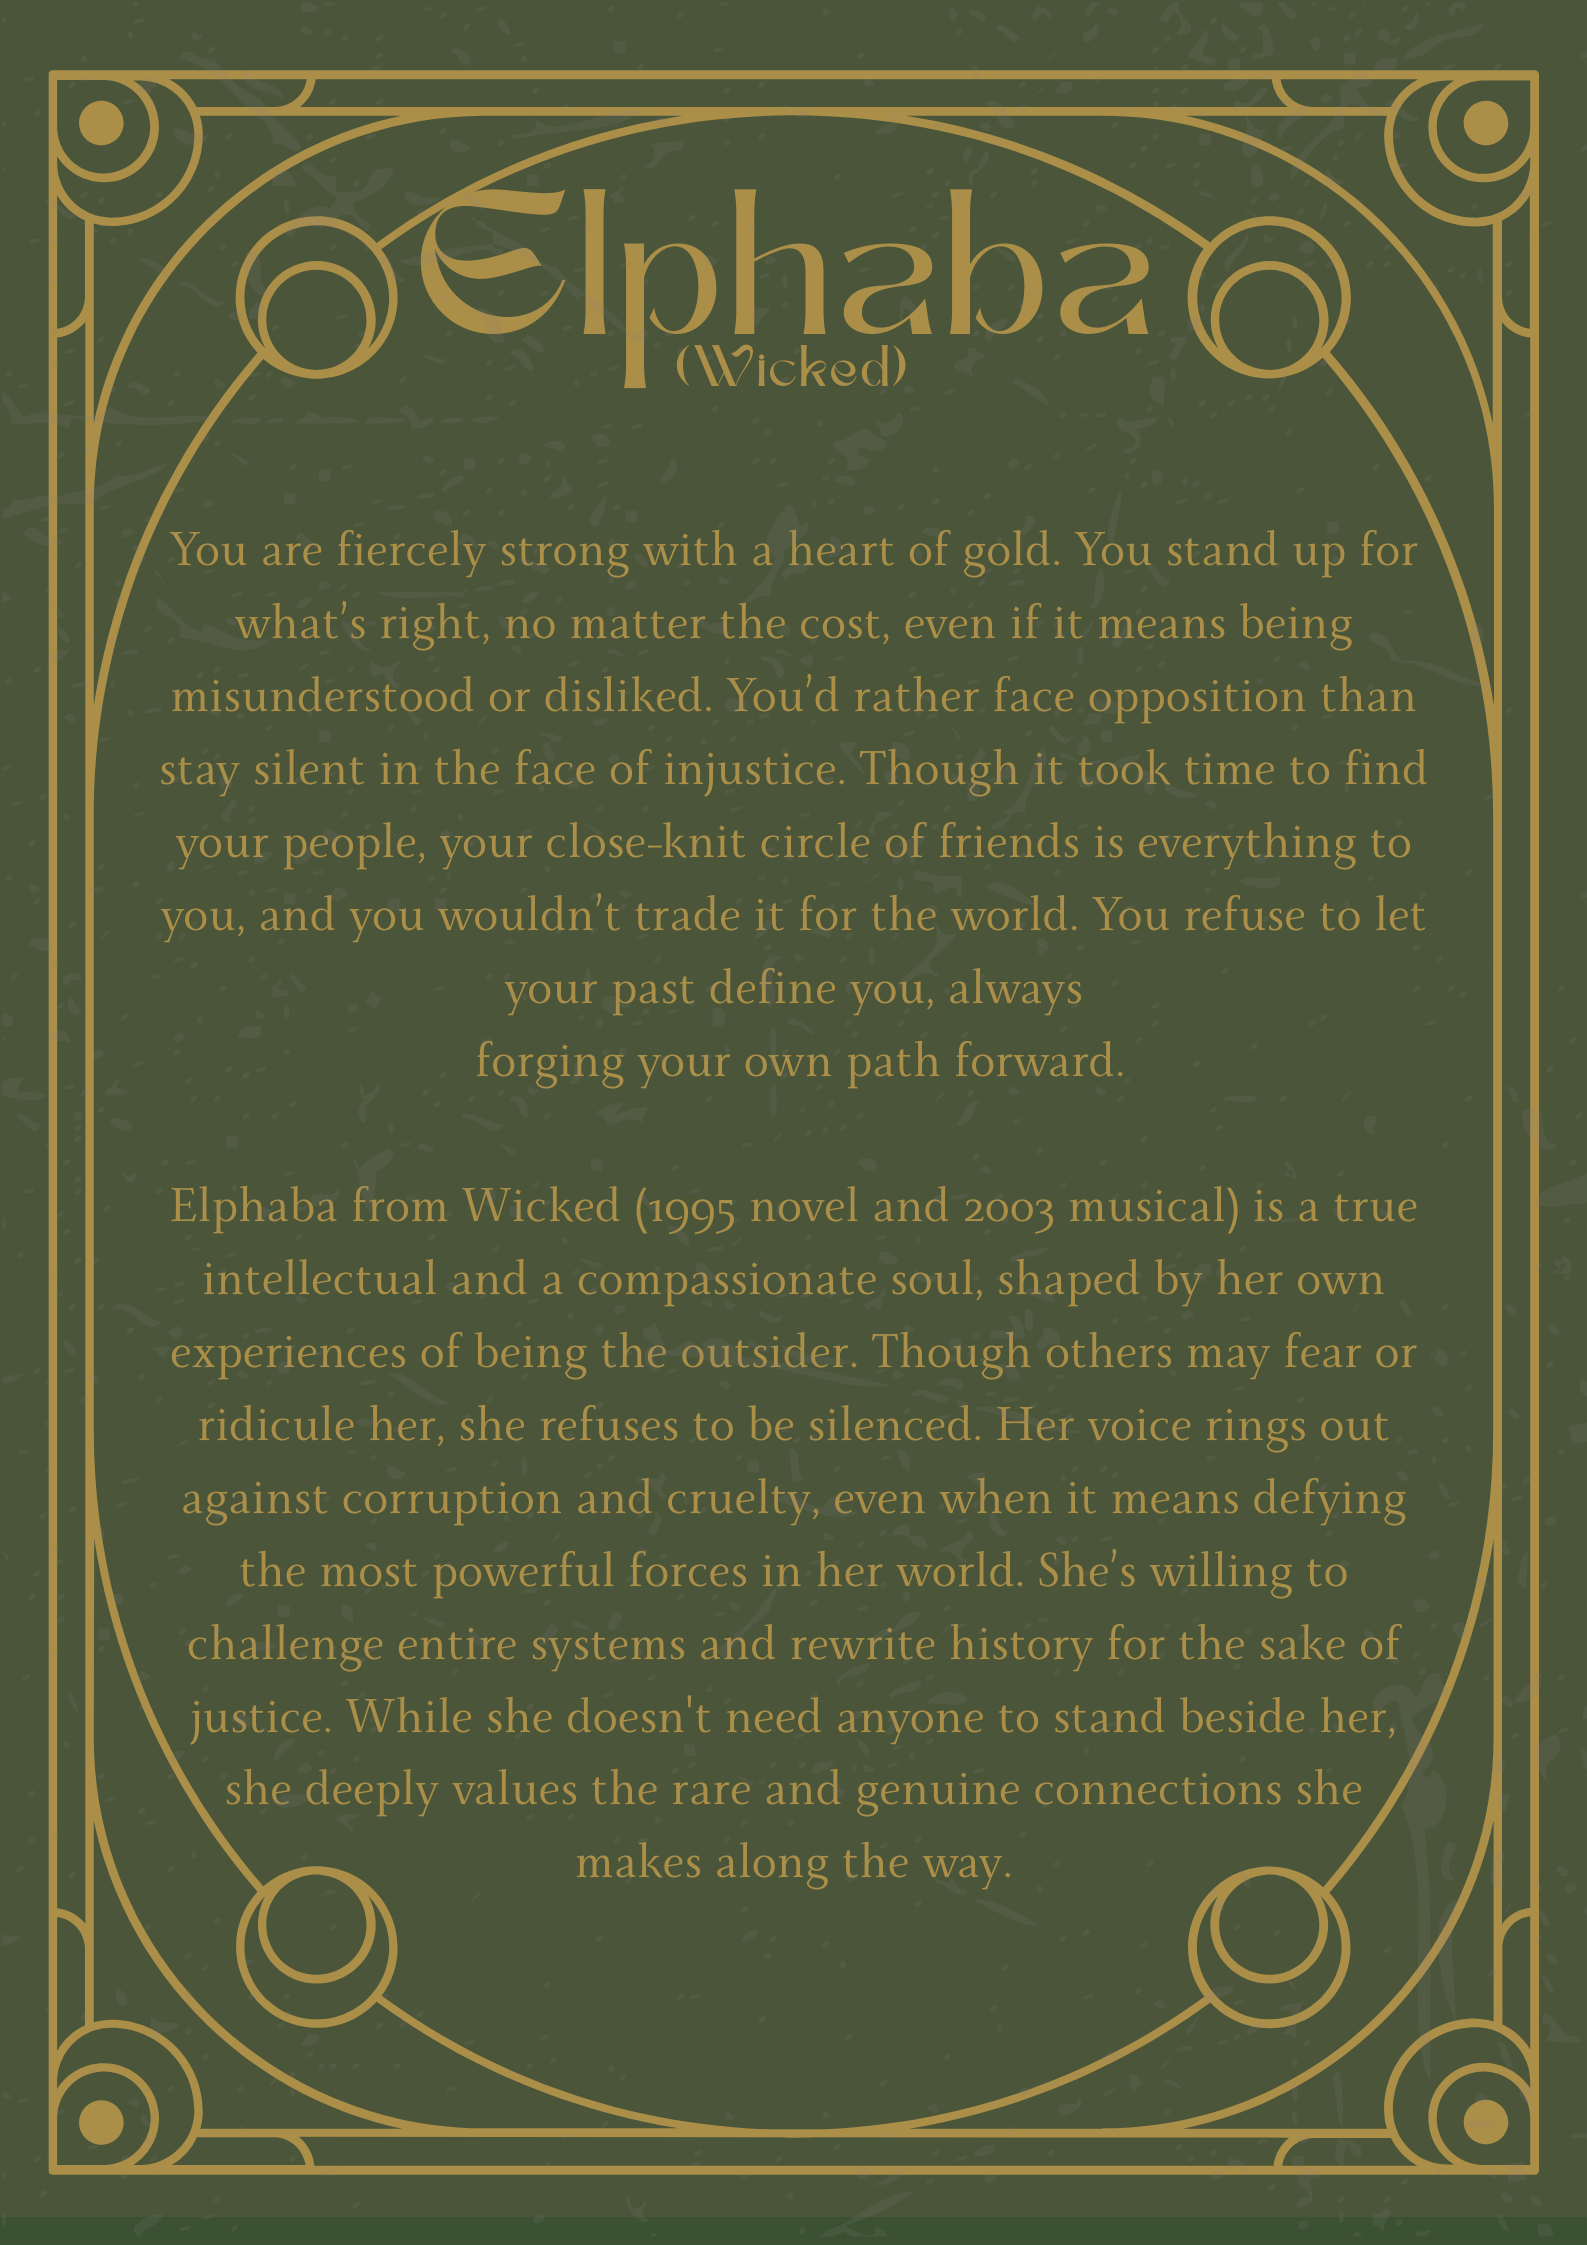 Elphaba
(Wicked)
You are fiercely strong with a heart of gold. You stand up for
what’s right, no matter the cost, even if it means being
misunderstood or disliked. You’d rather face opposition than
stay silent in the face of injustice. Though it took time to find
your people, your close-knit circle of friends is everything to
you, and you wouldn’t trade it for the world. You refuse to let
your past define you, always
forging your own path forward.
Elphaba from Wicked (1995 novel and 2003 musical) is a true
intellectual and a compassionate soul, shaped by her own
experiences of being the outsider. Though others may fear or
ridicule her, she refuses to be silenced. Her voice rings out
against corruption and cruelty, even when it means defying
the most powerful forces in her world. She’s willing to
challenge entire systems and rewrite history for the sake of
justice. While she doesn't need anyone to stand beside her,
she deeply values the rare and genuine connections she
makes along the way.